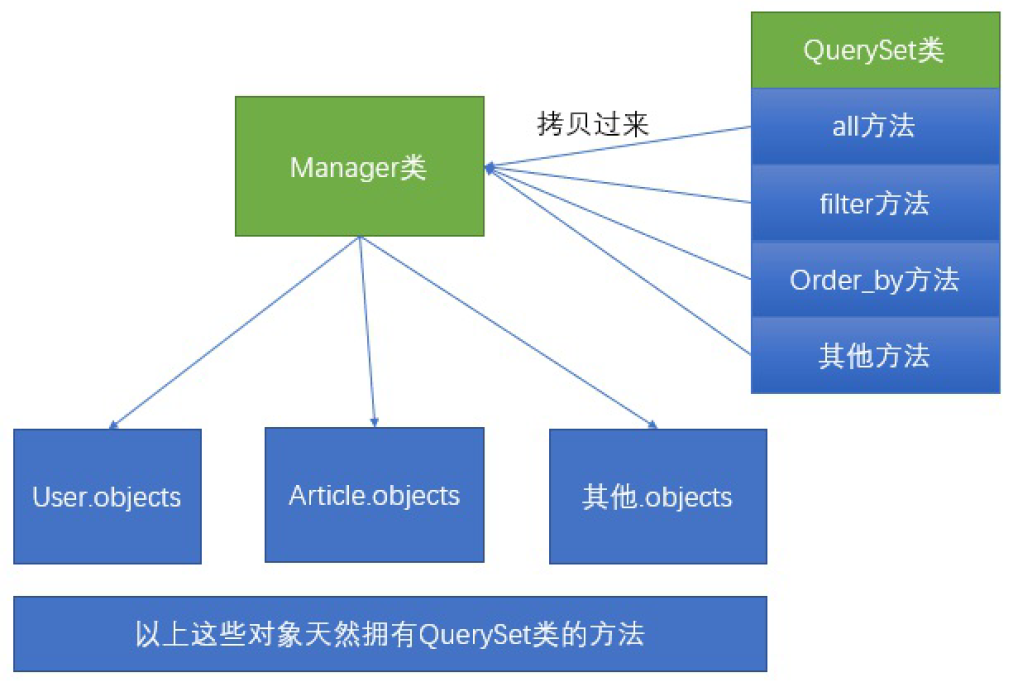 QuerySet类
all方法
filter方法
Order_by方法
其他方法
拷贝过来
Manager类
User.objects
Article.objects
其他.objects
以上这些对象天然拥有QuerySet类的方法